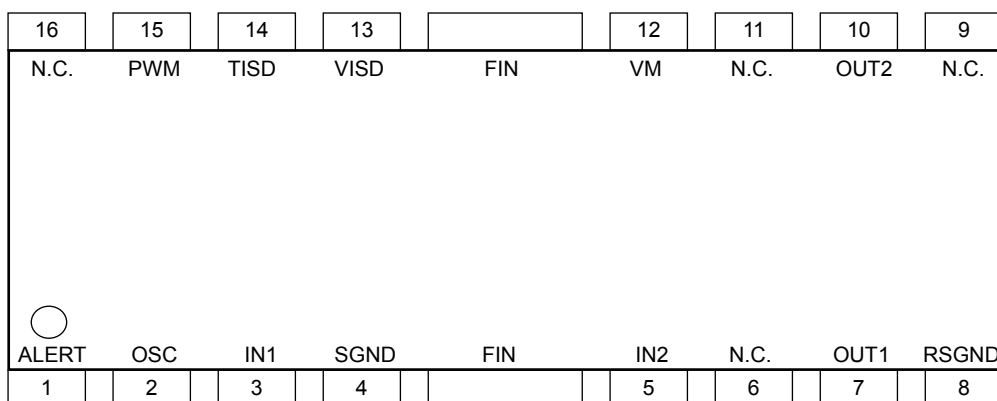 16 15 14 13 12 11 10 9
N.C. PWM TISD VISD FIN VM N.C. OUT2 N.C.
ALERT OSC IN1 SGND FIN IN2 N.C. OUT1 RSGND
1 2 3 4 5 6 7 8